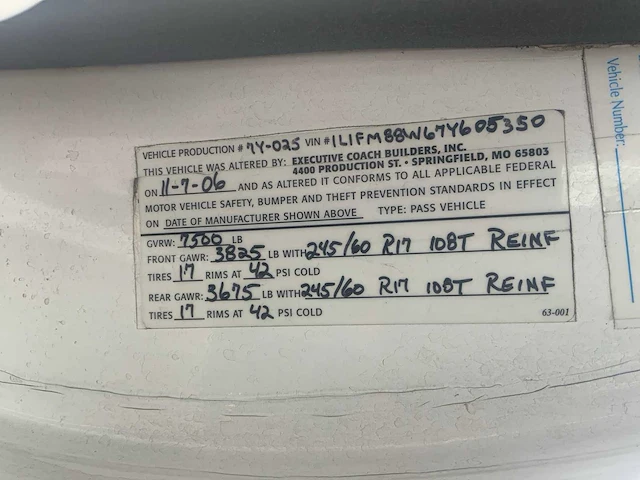 VEHICLE PRODUCTION # 7Y-025 VIN # 1L1FM88W67Y605350
THIS VEHICLE WAS ALTERED BY: EXECUTIVE COACH BUILDERS, INC.
4400 PRODUCTION ST. • SPRINGFIELD, MO 65803
ON 11-7-06 AND AS ALTERED IT CONFORMS TO ALL APPLICABLE FEDERAL
MOTOR VEHICLE SAFETY, BUMPER AND THEFT PREVENTION STANDARDS IN EFFECT
ON DATE OF MANUFACTURER SHOWN ABOVE TYPE: PASS VEHICLE
GVRW: 7500 LB
FRONT GAWR: 3825 LB WITH 245/60 R17 108T REINF
TIRES 17 RIMS AT 42 PSI COLD
REAR GAWR: 3675 LB WITH 245/60 R17 108T REINF
TIRES 17 RIMS AT 42 PSI COLD
63-001
Vehicle Number: